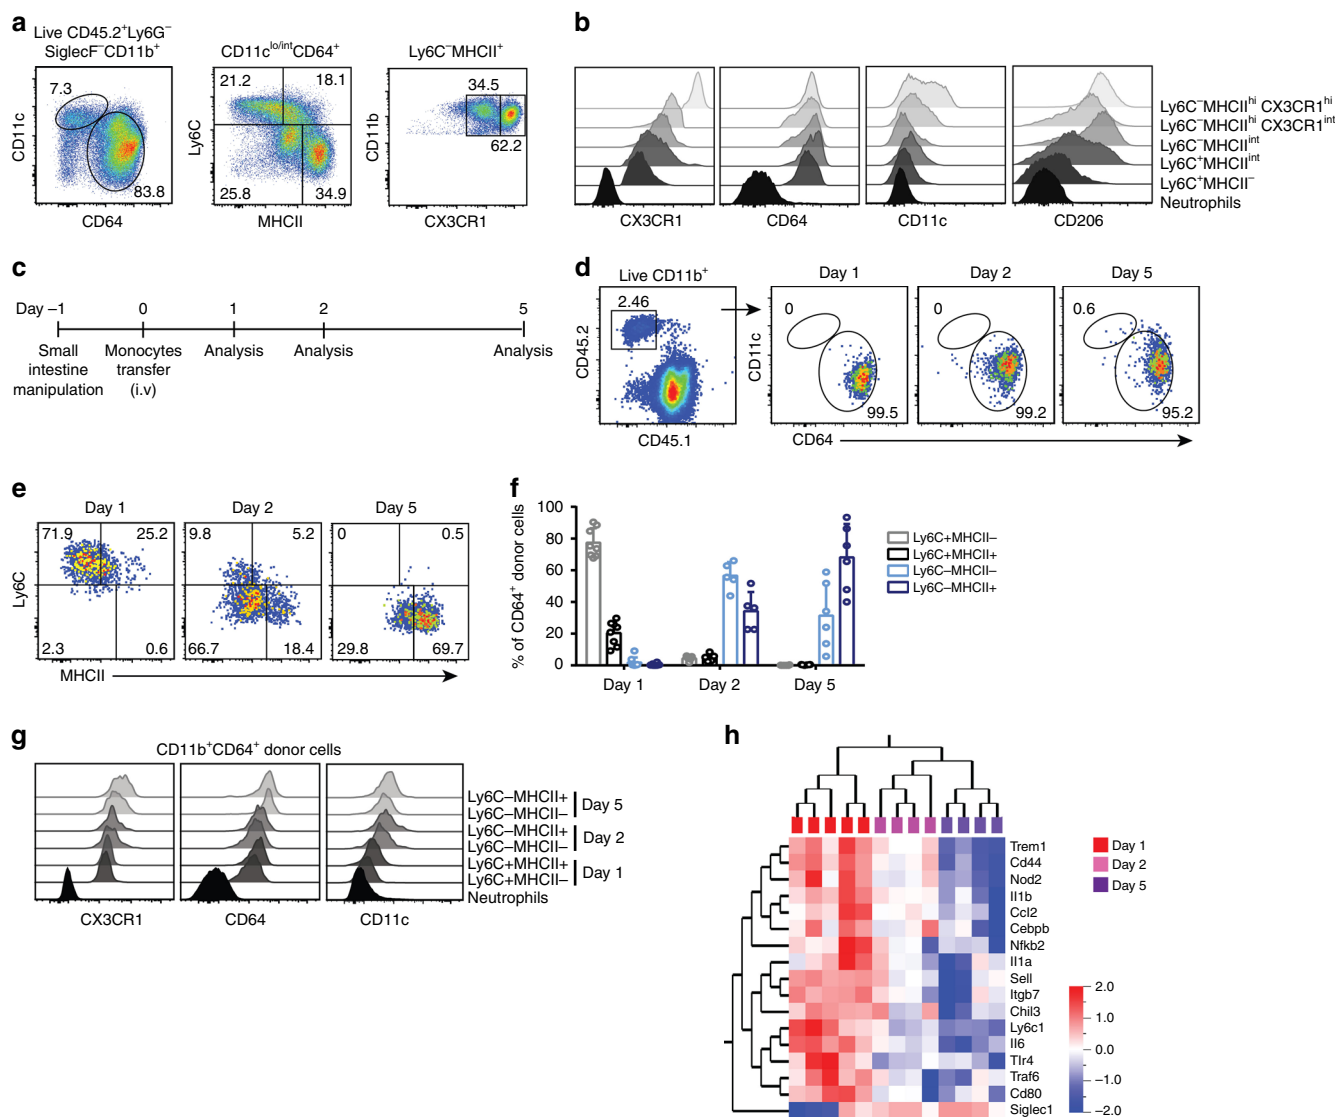 a
Live CD45.2+Ly6G−
SiglecF−CD11b+
7.3
83.8
CD11c
CD64
CD11clo/intCD64+
21.2
18.1
25.8
34.9
Ly6C
MHCII
Ly6C−MHCII+
34.5
62.2
CD11b
CX3CR1
b
Ly6C−MHCIIhi CX3CR1hi
Ly6C−MHCIIhi CX3CR1int
Ly6C−MHCIIint
Ly6C+MHCIIint
Ly6C+MHCII−
Neutrophils
CX3CR1
CD64
CD11c
CD206
c
Day −1
0
1
2
5
Small
intestine
manipulation
Monocytes
transfer
(i.v)
Analysis
Analysis
Analysis
d
Live CD11b+
2.46
CD45.2
CD45.1
Day 1
Day 2
Day 5
0
99.5
0
99.2
0.6
95.2
CD11c
CD64
e
Day 1
Day 2
Day 5
71.9
25.2
2.3
0.6
9.8
5.2
66.7
18.4
0
0.5
29.8
69.7
Ly6C
MHCII
f
% of CD64+ donor cells
100
80
60
40
20
0
Day 1
Day 2
Day 5
Ly6C+MHCII−
Ly6C+MHCII+
Ly6C−MHCII−
Ly6C−MHCII+
g
CD11b+CD64+ donor cells
Ly6C−MHCII+
Ly6C−MHCII−
Day 5
Ly6C−MHCII+
Ly6C−MHCII−
Day 2
Ly6C+MHCII+
Ly6C+MHCII−
Day 1
Neutrophils
CX3CR1
CD64
CD11c
h
Trem1
Cd44
Nod2
Il1b
Ccl2
Cebpb
Nfkb2
Il1a
Sell
Itgb7
Chil3
Ly6c1
Il6
Tlr4
Traf6
Cd80
Siglec1
Day 1
Day 2
Day 5
2.0
1.0
0.0
−1.0
−2.0